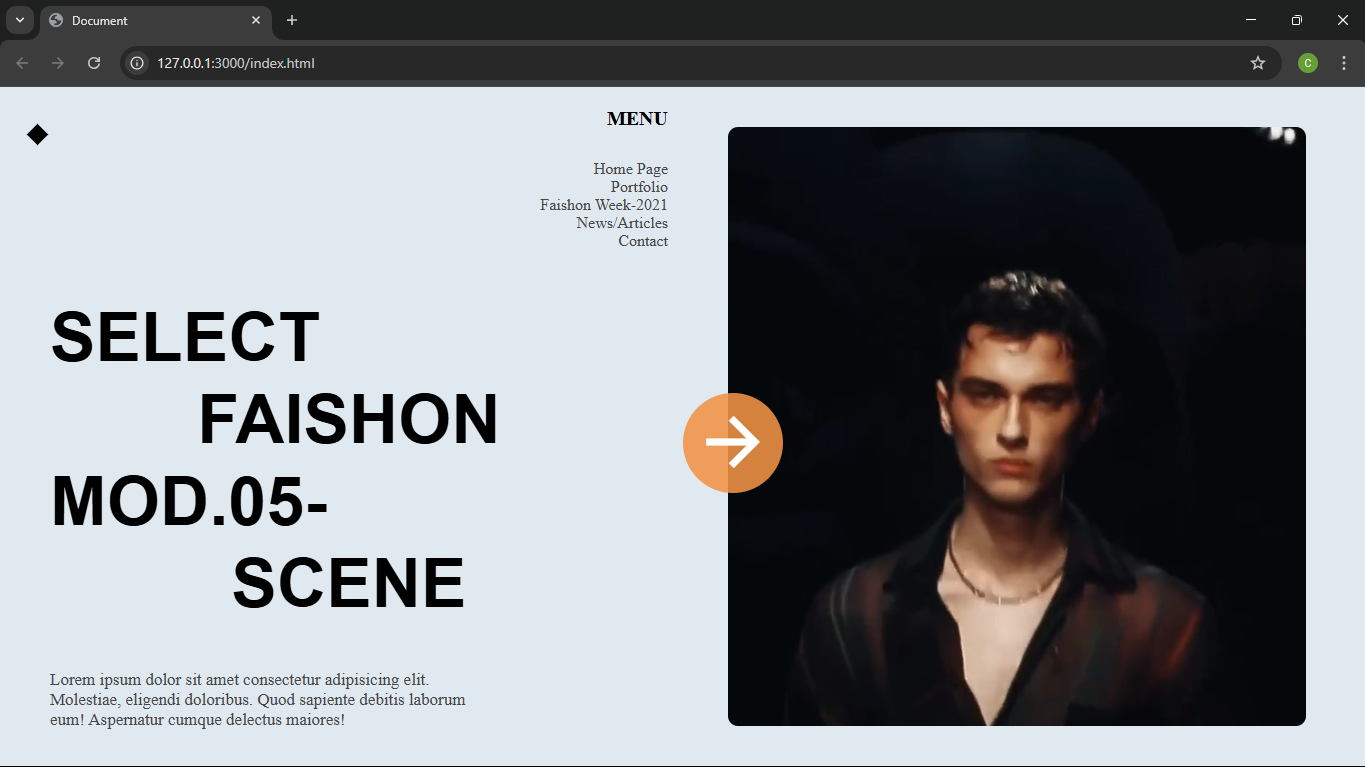 Document
127.0.0.1:3000/index.html
C
MENU
Home Page
Portfolio
Faishon Week-2021
News/Articles
Contact
SELECT
FAISHON
MOD.05-
SCENE
Lorem ipsum dolor sit amet consectetur adipisicing elit.
Molestiae, eligendi doloribus. Quod sapiente debitis laborum
eum! Aspernatur cumque delectus maiores!